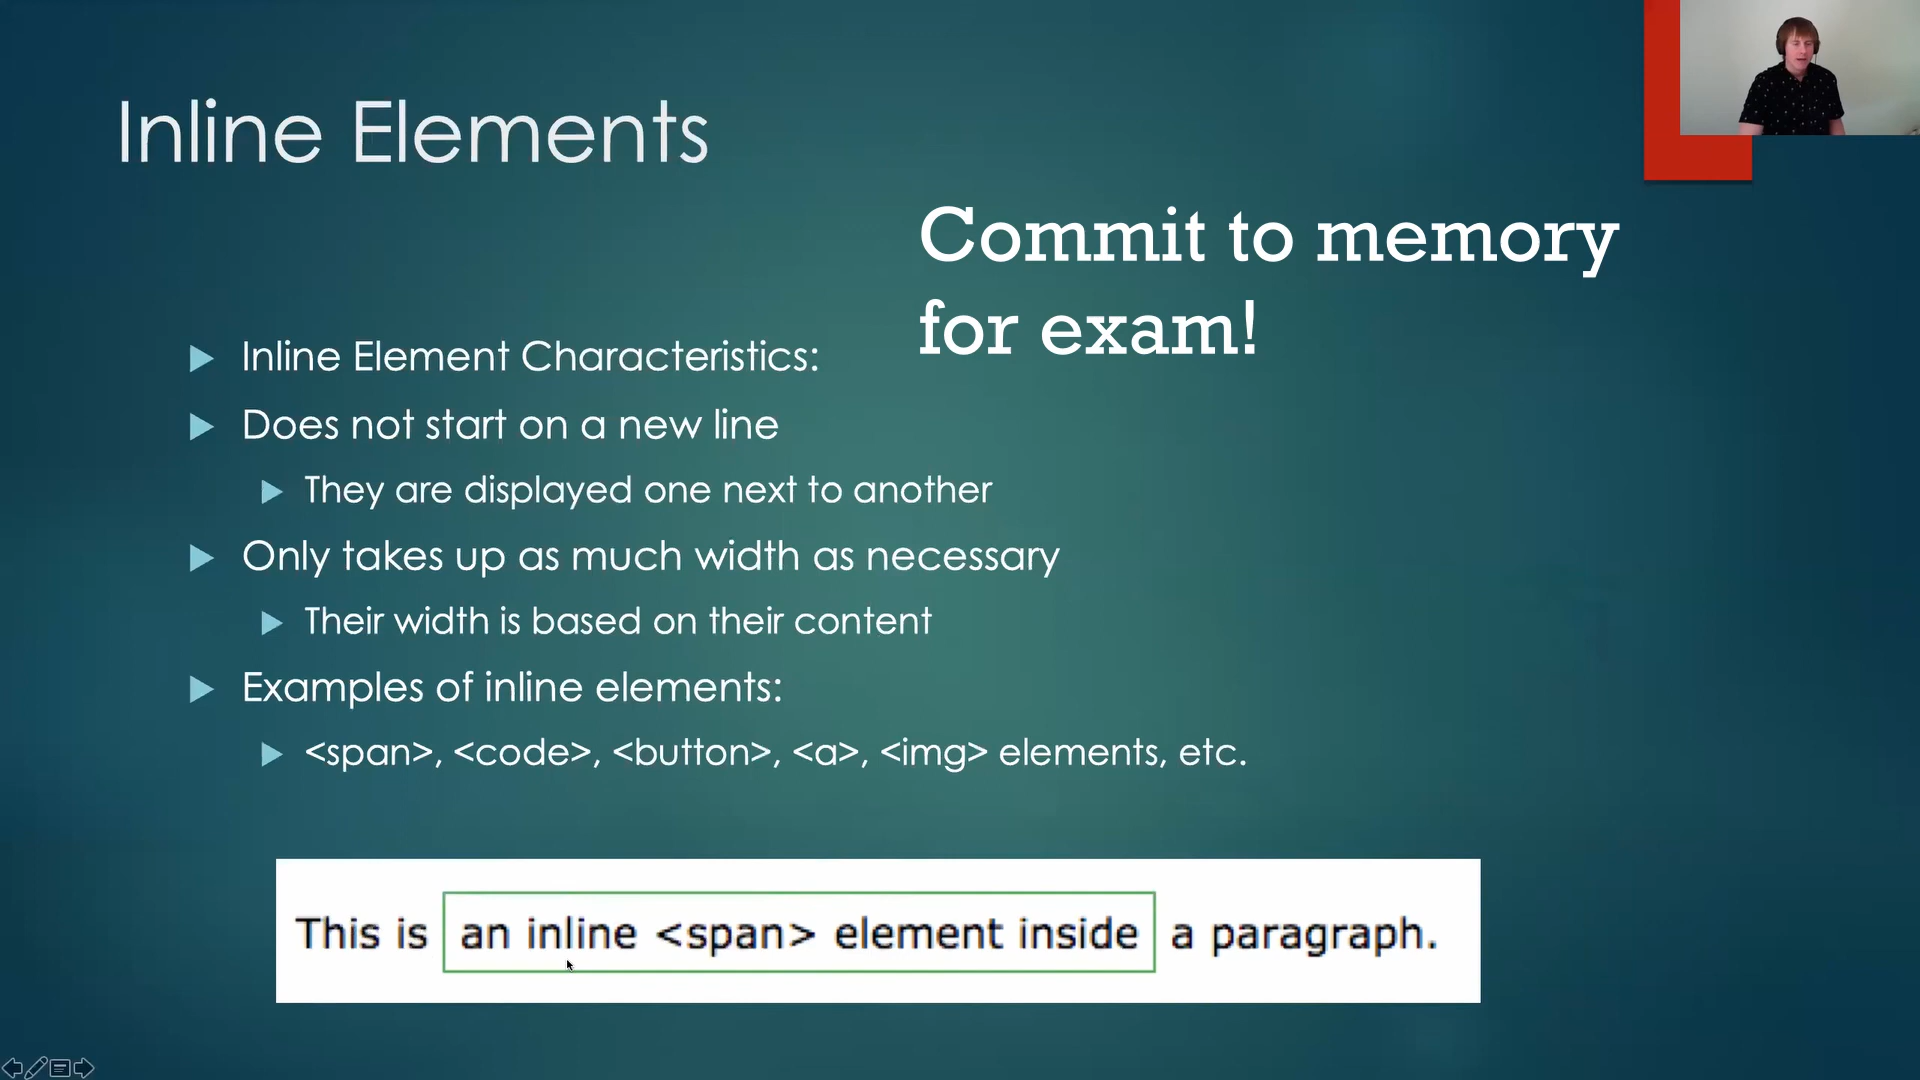 Inline Elements
Commit to memory
for exam!
Inline Element Characteristics:
Does not start on a new line
They are displayed one next to another
Only takes up as much width as necessary
Their width is based on their content
Examples of inline elements:
<span>, <code>, <button>, <a>, <img> elements, etc.
This is an inline <span> element inside a paragraph.